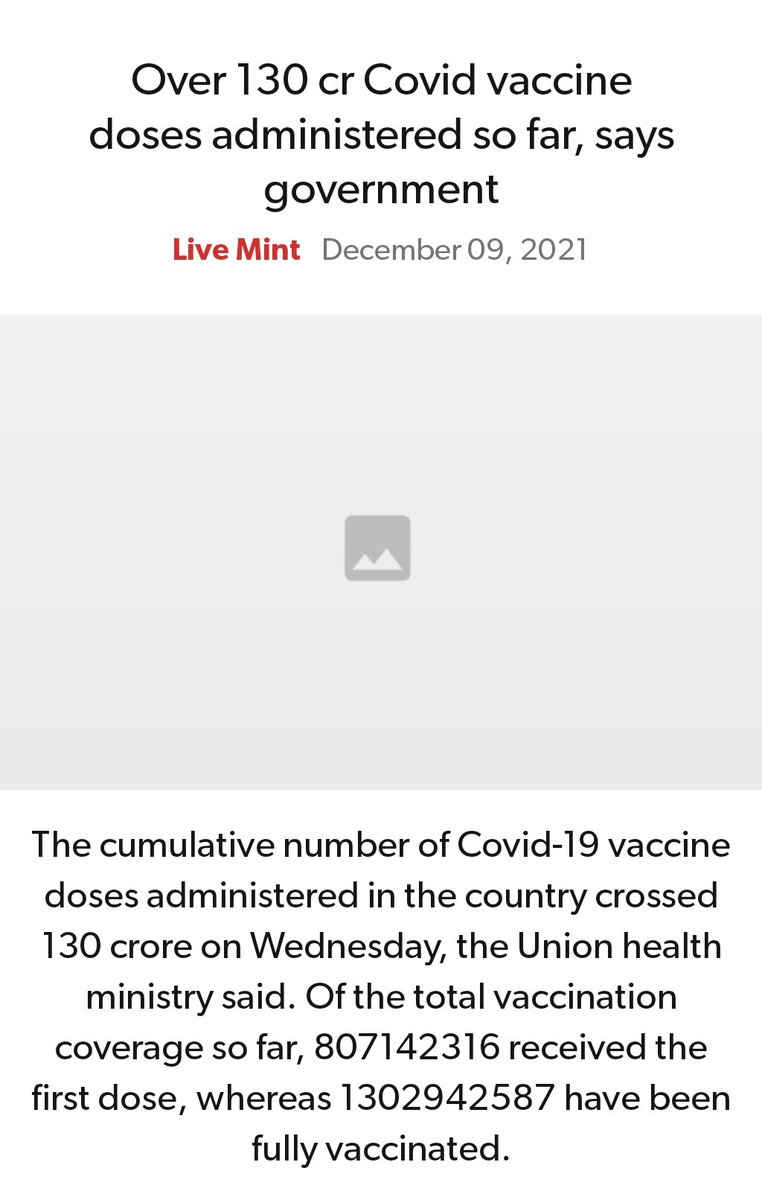 Over 130 cr Covid vaccine
doses administered so far, says
government
Live Mint December 09, 2021
The cumulative number of Covid-19 vaccine
doses administered in the country crossed
130 crore on Wednesday, the Union health
ministry said. Of the total vaccination
coverage so far, 807142316 received the
first dose, whereas 1302942587 have been
fully vaccinated.